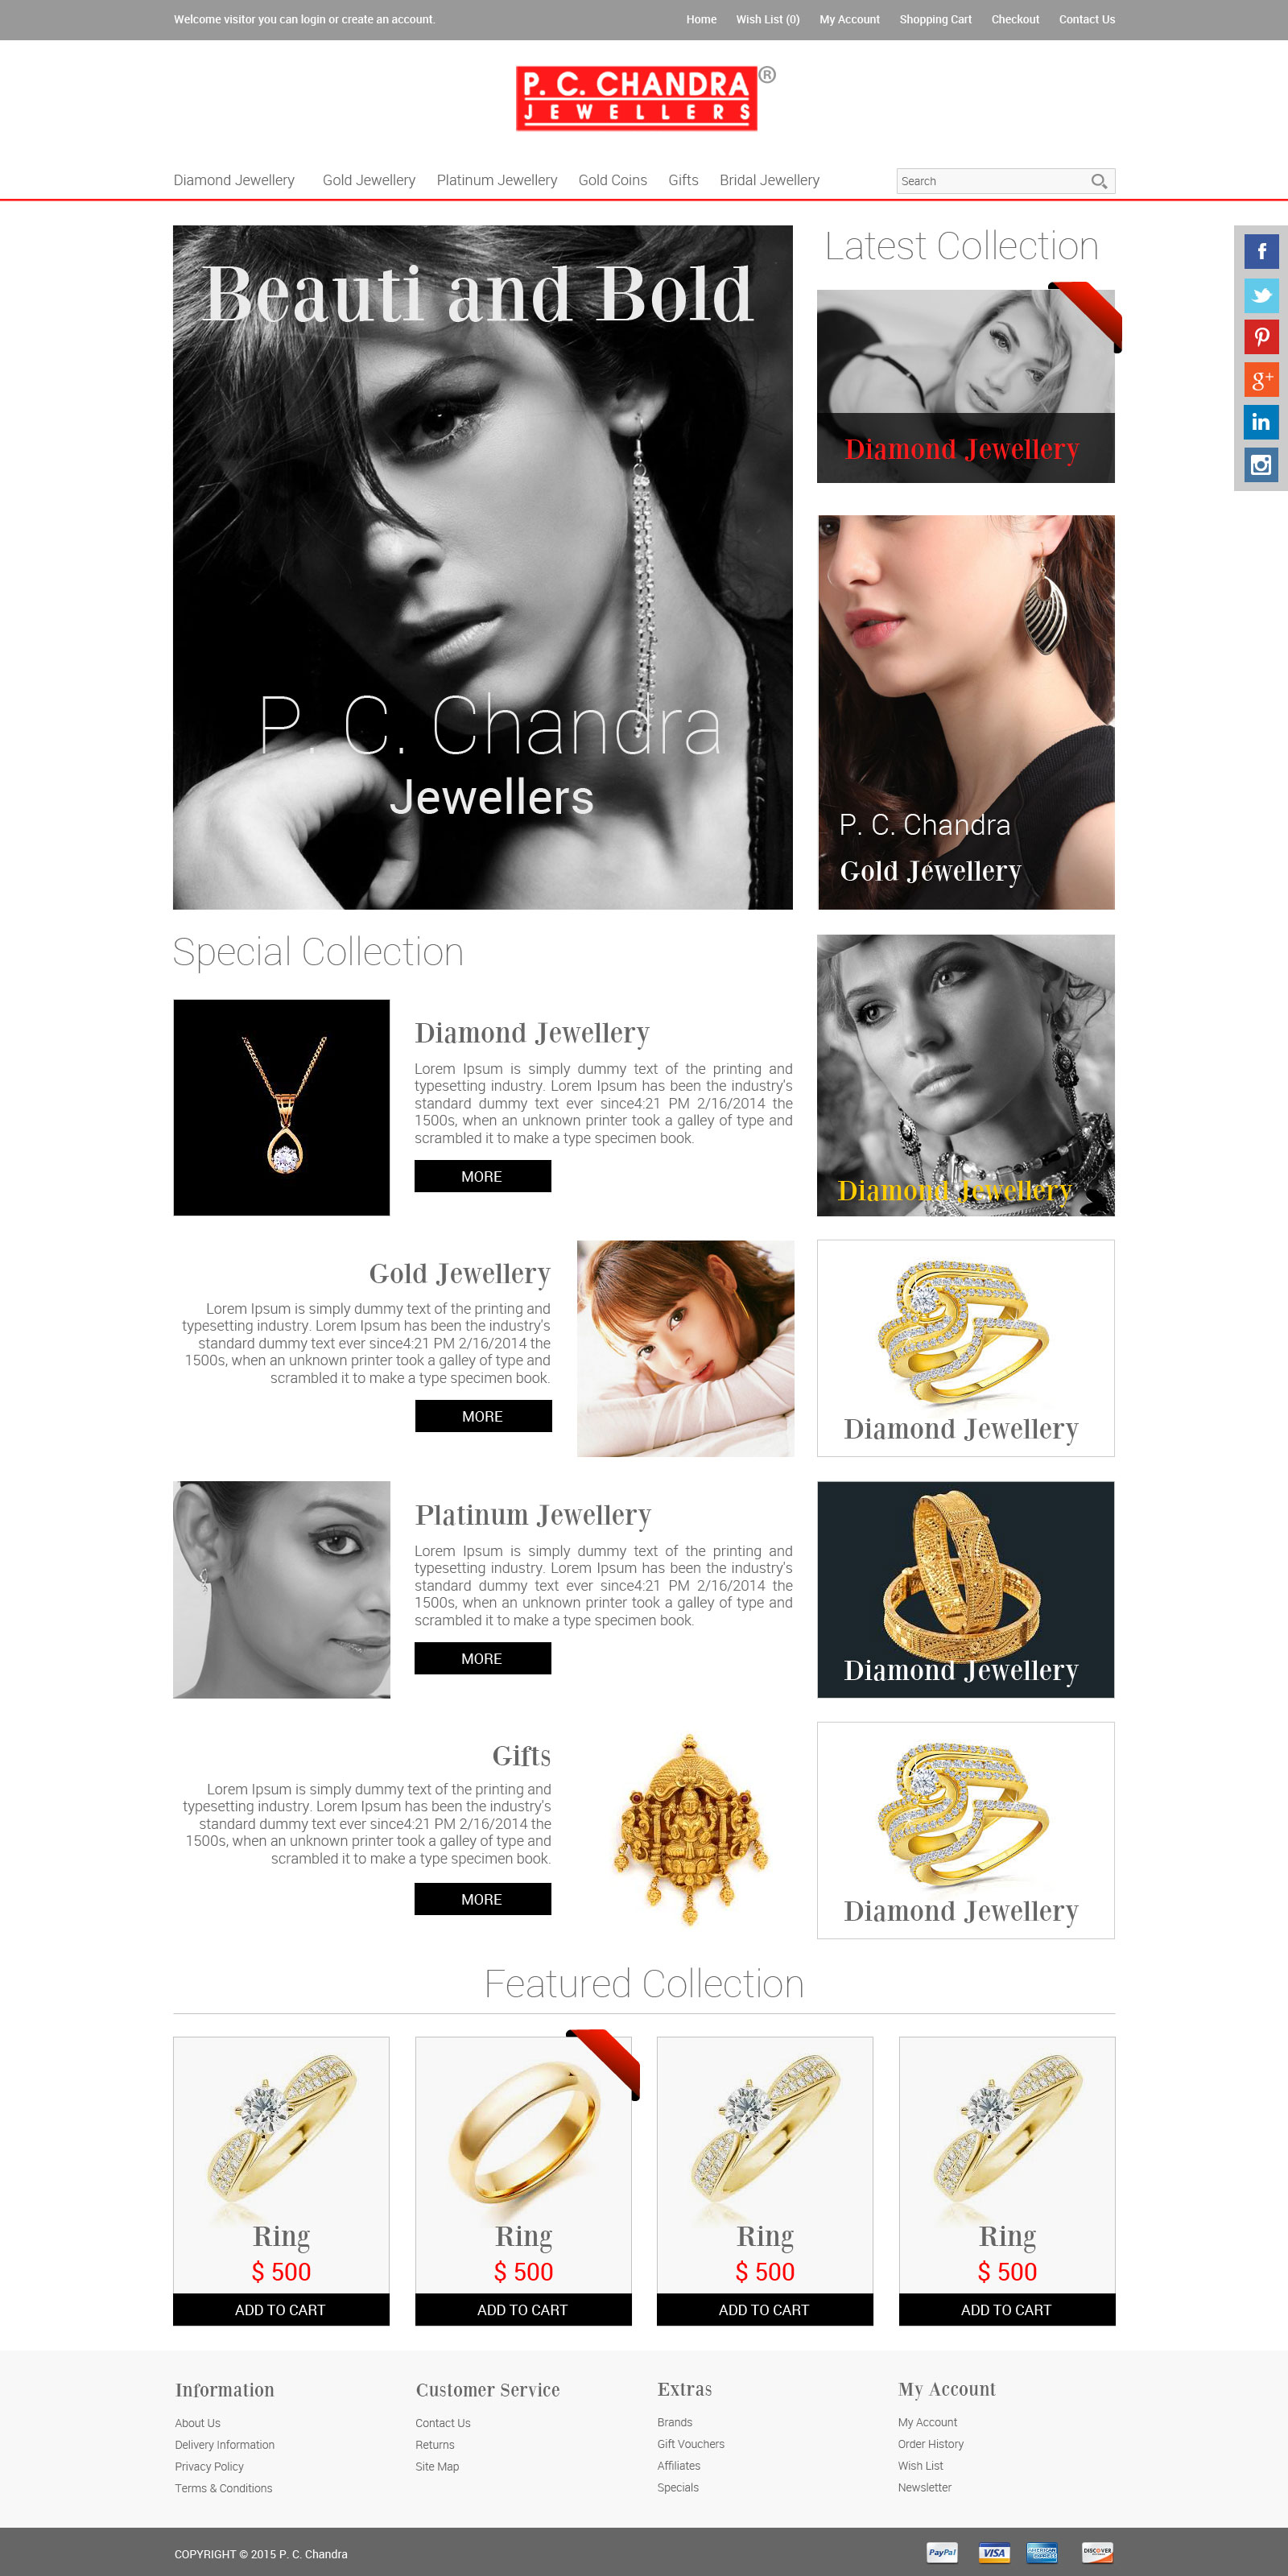 Welcome visitor you can login or create an account.
Home Wish List (0) My Account Shopping Cart Checkout Contact Us
P. C. CHANDRA ®
JEWELLERS
Diamond Jewellery Gold Jewellery Platinum Jewellery Gold Coins Gifts Bridal Jewellery
Search
Beauti and Bold
P. C. Chandra
Jewellers
Latest Collection
Diamond Jewellery
P. C. Chandra
Gold Jewellery
Diamond Jewellery
Diamond Jewellery
Diamond Jewellery
Diamond Jewellery
f
g+
in
Special Collection
Diamond Jewellery
Lorem Ipsum is simply dummy text of the printing and
typesetting industry. Lorem Ipsum has been the industry's
standard dummy text ever since4:21 PM 2/16/2014 the
1500s, when an unknown printer took a galley of type and
scrambled it to make a type specimen book.
MORE
Gold Jewellery
Lorem Ipsum is simply dummy text of the printing and
typesetting industry. Lorem Ipsum has been the industry's
standard dummy text ever since4:21 PM 2/16/2014 the
1500s, when an unknown printer took a galley of type and
scrambled it to make a type specimen book.
MORE
Platinum Jewellery
Lorem Ipsum is simply dummy text of the printing and
typesetting industry. Lorem Ipsum has been the industry's
standard dummy text ever since4:21 PM 2/16/2014 the
1500s, when an unknown printer took a galley of type and
scrambled it to make a type specimen book.
MORE
Gifts
Lorem Ipsum is simply dummy text of the printing and
typesetting industry. Lorem Ipsum has been the industry's
standard dummy text ever since4:21 PM 2/16/2014 the
1500s, when an unknown printer took a galley of type and
scrambled it to make a type specimen book.
MORE
Featured Collection
Ring
$ 500
ADD TO CART
Ring
$ 500
ADD TO CART
Ring
$ 500
ADD TO CART
Ring
$ 500
ADD TO CART
Information
About Us
Delivery Information
Privacy Policy
Terms & Conditions
Customer Service
Contact Us
Returns
Site Map
Extras
Brands
Gift Vouchers
Affiliates
Specials
My Account
My Account
Order History
Wish List
Newsletter
COPYRIGHT © 2015 P. C. Chandra
PayPal VISA AMERICAN EXPRESS DISCOVER